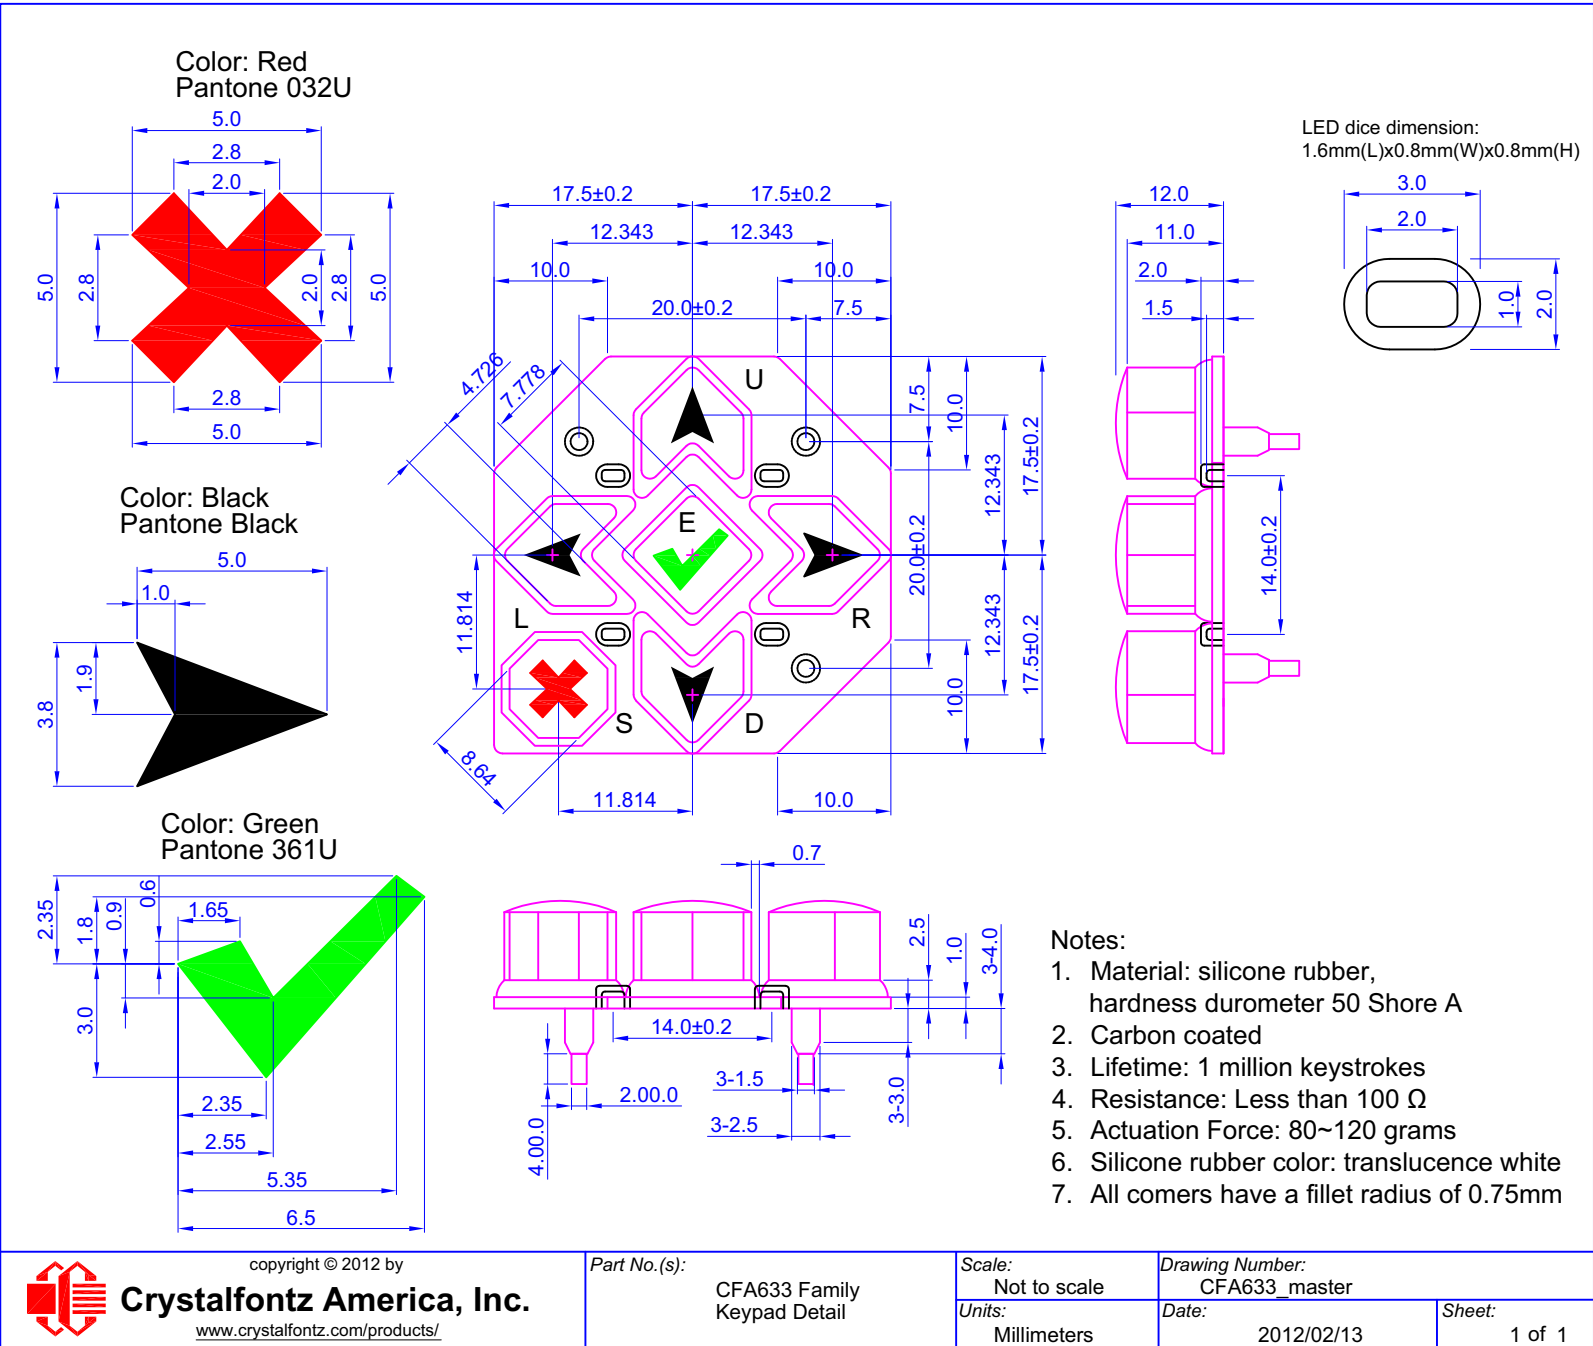 Color: Red
Pantone 032U
5.0
2.8
2.0
5.0
2.8
2.0
2.8
5.0
2.8
5.0
Color: Black
Pantone Black
5.0
1.0
1.9
3.8
Color: Green
Pantone 361U
2.35
1.8
0.9
0.6
1.65
3.0
2.35
2.55
5.35
6.5
17.5±0.2
17.5±0.2
12.343
12.343
10.0
10.0
20.0±0.2
7.5
4.726
7.778
U
E
L
R
S
D
7.5
10.0
12.343
17.5±0.2
20.0±0.2
12.343
17.5±0.2
10.0
11.814
8.64
11.814
10.0
12.0
11.0
2.0
1.5
14.0±0.2
LED dice dimension:
1.6mm(L)x0.8mm(W)x0.8mm(H)
3.0
2.0
1.0
2.0
0.7
2.5
1.0
3-4.0
14.0±0.2
3-1.5
2.00.0
3-2.5
4.00.0
3-3.0
Notes:
1. Material: silicone rubber,
hardness durometer 50 Shore A
2. Carbon coated
3. Lifetime: 1 million keystrokes
4. Resistance: Less than 100 Ω
5. Actuation Force: 80~120 grams
6. Silicone rubber color: translucence white
7. All comers have a fillet radius of 0.75mm
copyright © 2012 by
Crystalfontz America, Inc.
www.crystalfontz.com/products/
Part No.(s):
CFA633 Family
Keypad Detail
Scale:
Not to scale
Drawing Number:
CFA633_master
Units:
Millimeters
Date:
2012/02/13
Sheet:
1 of 1